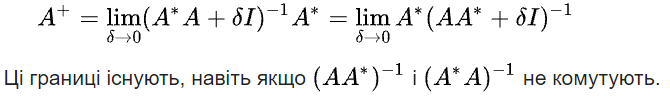 A⁺ = lim_{δ→0} (A*A + δI)⁻¹ A* = lim_{δ→0} A* (AA* + δI)⁻¹
Ці границі існують, навіть якщо (AA*)⁻¹ і (A*A)⁻¹ не комутують.